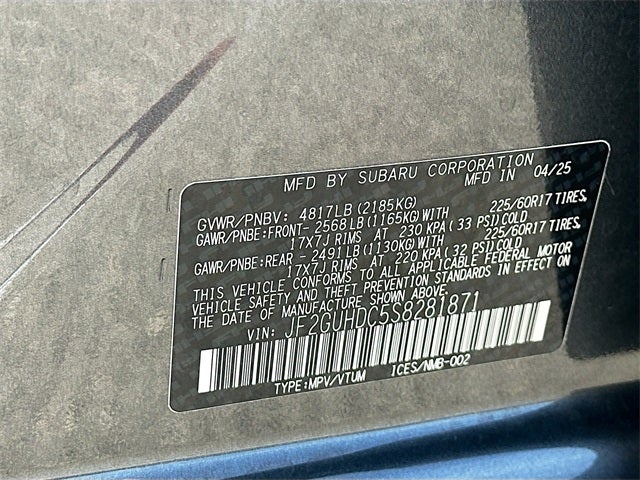 MFD BY SUBARU CORPORATION
MFD IN 04/25
GVWR/PNBV: 4817LB (2185KG)
GAWR/PNBE:FRONT- 2568LB (1165KG)WITH 225/60R17 TIRES,
17X7J RIMS AT 230 KPA (33 PSI)COLD
GAWR/PNBE:REAR - 2491LB (1130KG)WITH 225/60R17 TIRES,
17X7J RIMS AT 220 KPA (32 PSI)COLD
THIS VEHICLE CONFORMS TO ALL APPLICABLE FEDERAL MOTOR
VEHICLE SAFETY AND THEFT PREVENTION STANDARDS IN EFFECT ON
THE DATE OF MANUFACTURE SHOWN ABOVE.
VIN: JF2GUHDC5S8281871
TYPE:MPV/VTUM ICES/NMB-002